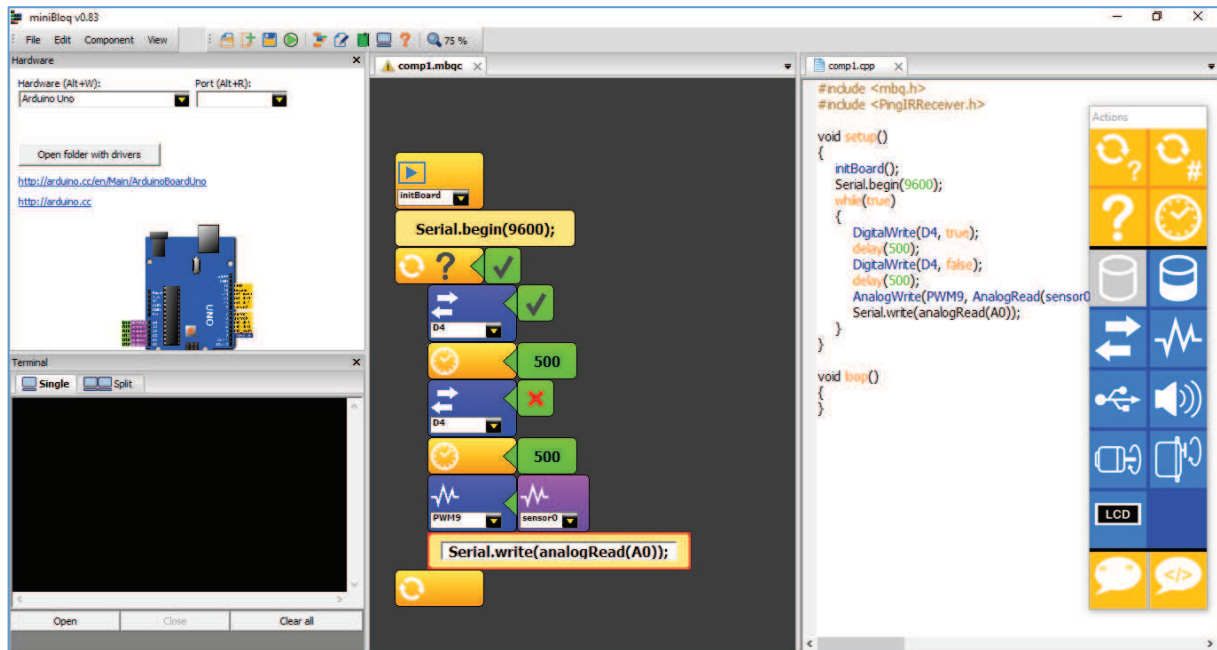 miniBloq v0.83
File Edit Component View 75 %
Hardware
Hardware (Alt+W): Port (Alt+R):
Arduino Uno
Open folder with drivers
http://arduino.cc/en/Main/ArduinoBoardUno
http://arduino.cc
UNO
Terminal
Single Split
Open Close Clear all
comp1.mbqc
initBoard
Serial.begin(9600);
?
D4
500
D4
500
PWM9 sensor0
Serial.write(analogRead(A0));
comp1.cpp
#include <mbq.h>
#include <PingIRReceiver.h>
void setup()
{
initBoard();
Serial.begin(9600);
while(true)
{
DigitalWrite(D4, true);
delay(500);
DigitalWrite(D4, false);
delay(500);
AnalogWrite(PWM9, AnalogRead(sensor0
Serial.write(analogRead(A0));
}
}
void loop()
{
}
Actions
? #
?
LCD
</>